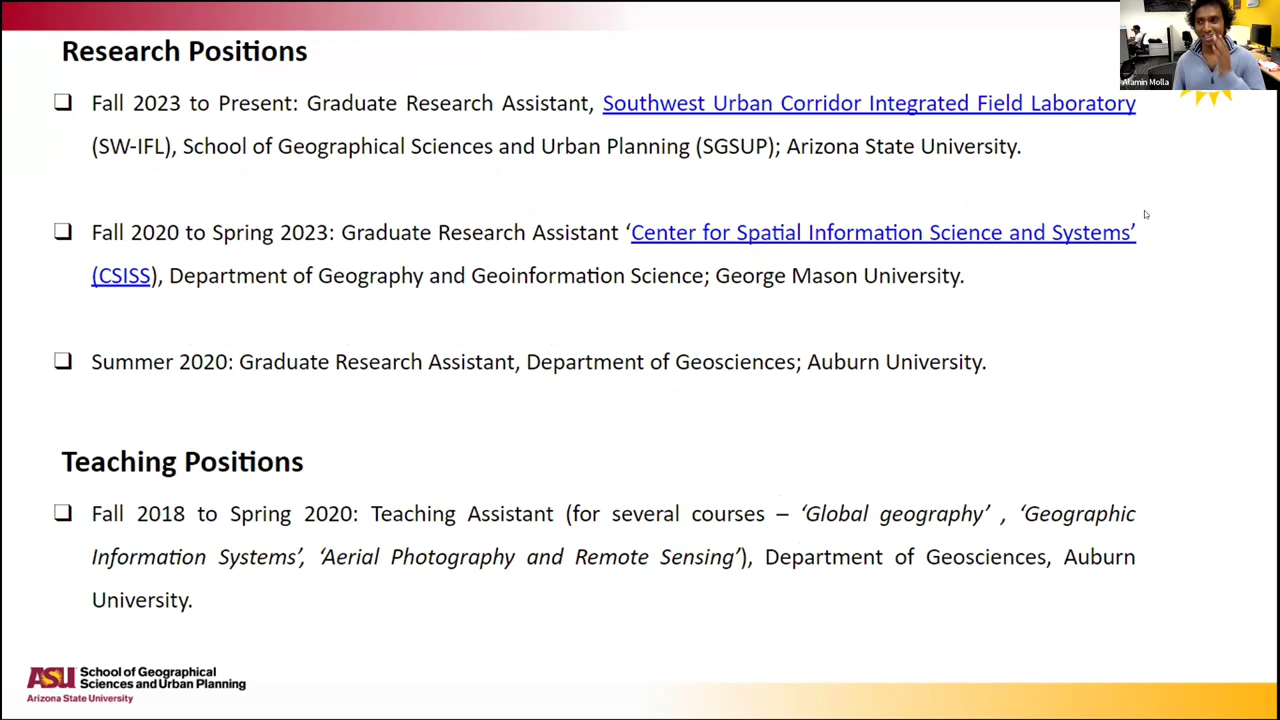 Research Positions
Alamin Molla
❑ Fall 2023 to Present: Graduate Research Assistant, Southwest Urban Corridor Integrated Field Laboratory
(SW-IFL), School of Geographical Sciences and Urban Planning (SGSUP); Arizona State University.
❑ Fall 2020 to Spring 2023: Graduate Research Assistant ‘Center for Spatial Information Science and Systems’
(CSISS), Department of Geography and Geoinformation Science; George Mason University.
❑ Summer 2020: Graduate Research Assistant, Department of Geosciences; Auburn University.
Teaching Positions
❑ Fall 2018 to Spring 2020: Teaching Assistant (for several courses – ‘Global geography’ , ‘Geographic
Information Systems’, ‘Aerial Photography and Remote Sensing’), Department of Geosciences, Auburn
University.
ASU School of Geographical
Sciences and Urban Planning
Arizona State University